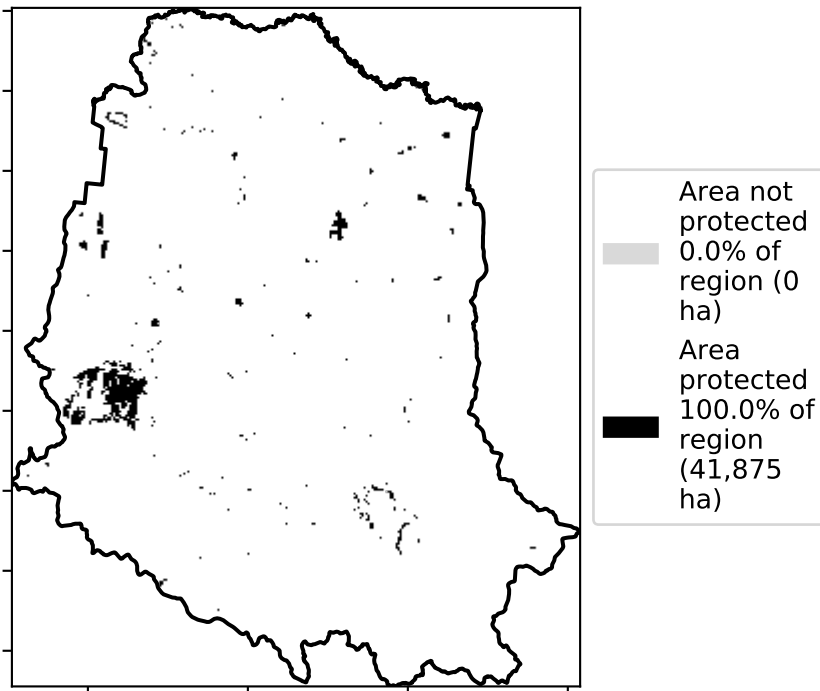 Area not
protected
0.0% of
region (0
ha)
Area
protected
100.0% of
region
(41,875
ha)